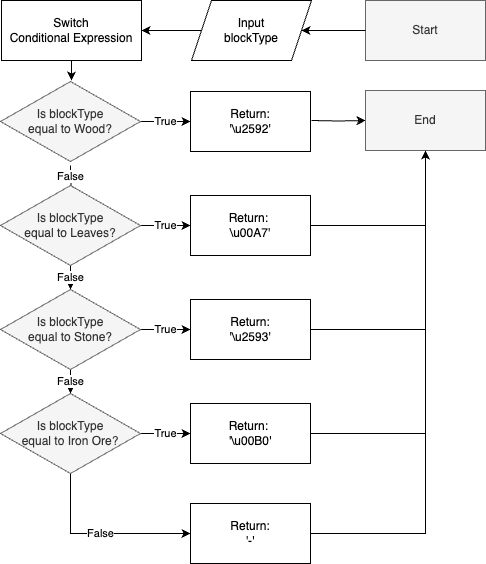 Switch
Conditional Expression
Input
blockType
Start
Is blockType
equal to Wood?
True
Return:
'\u2592'
End
False
Is blockType
equal to Leaves?
True
Return:
\u00A7'
False
Is blockType
equal to Stone?
True
Return:
'\u2593'
False
Is blockType
equal to Iron Ore?
True
Return:
'\u00B0'
False
Return:
'-'